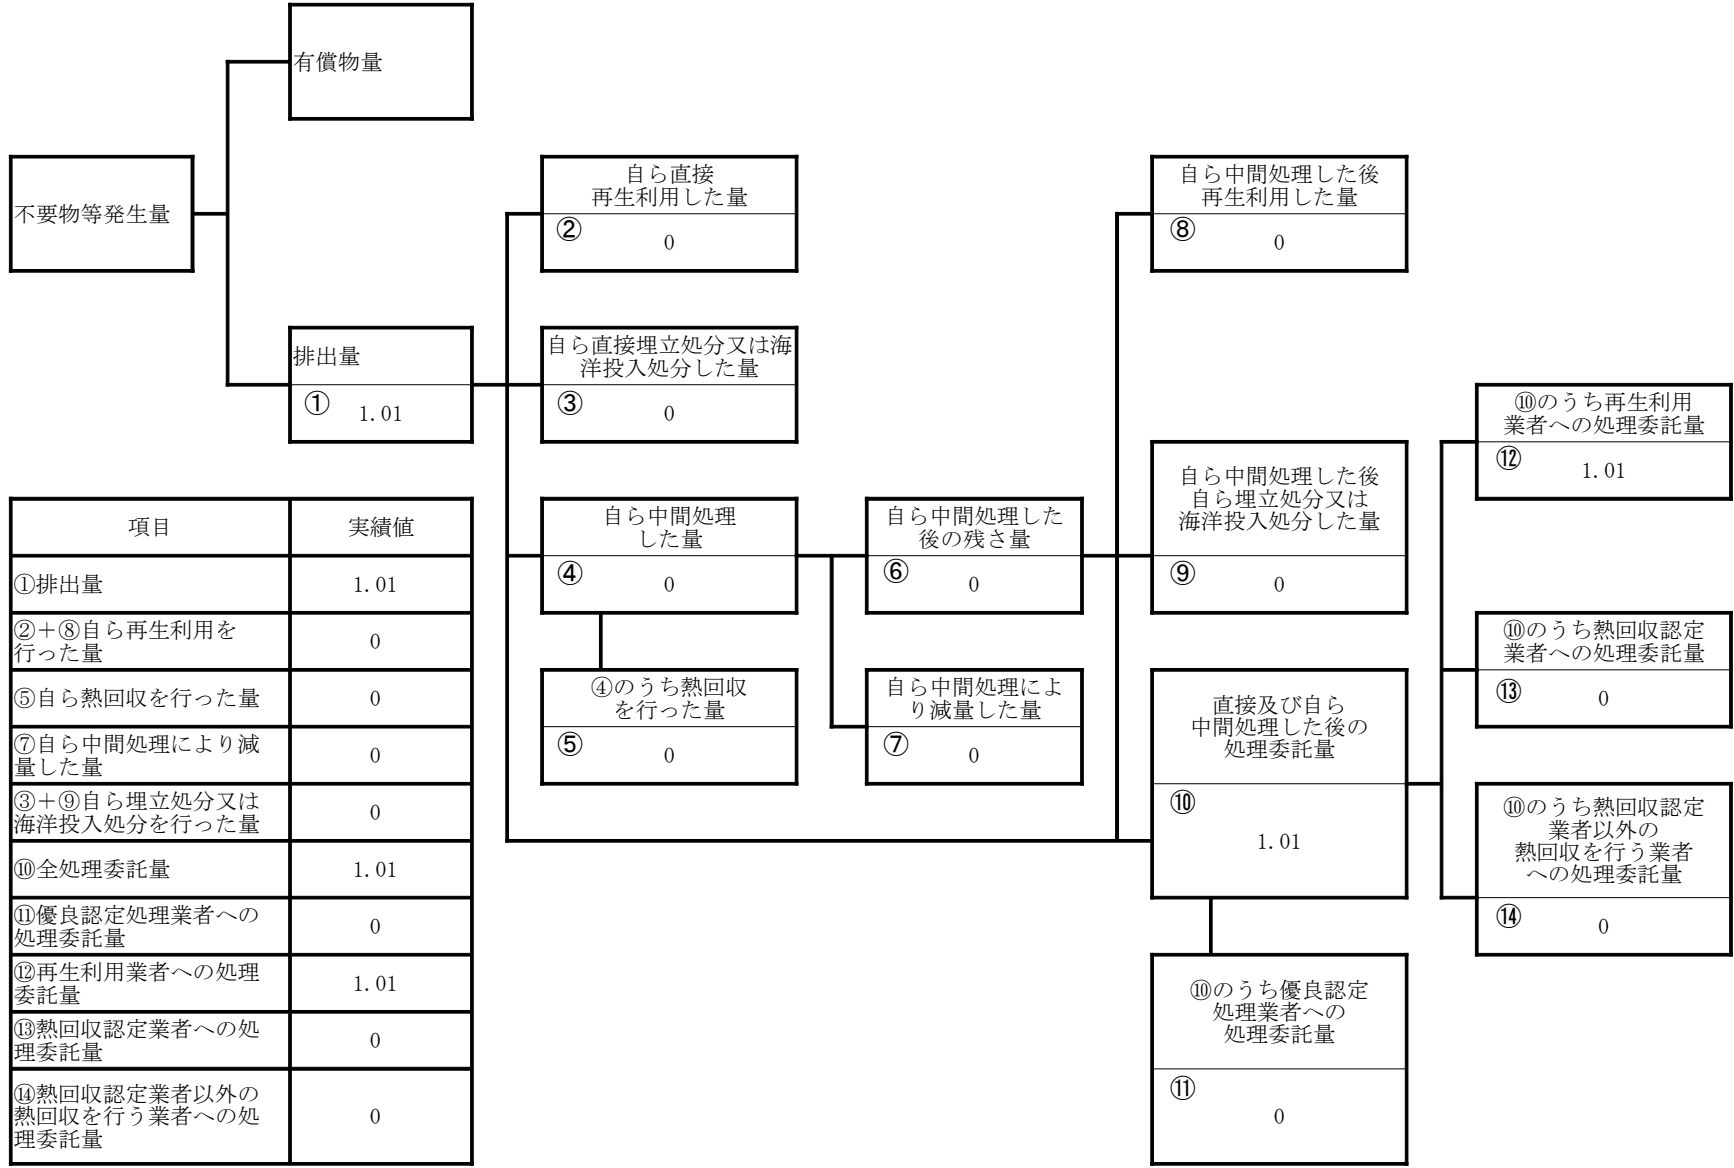 有償物量
不要物等発生量
自ら直接
再生利用した量
②
0
自ら中間処理した後
再生利用した量
⑧
0
排出量
①
1.01
自ら直接埋立処分又は海
洋投入処分した量
③
0
⑩のうち再生利用
業者への処理委託量
⑫
1.01
自ら中間処理した後
自ら埋立処分又は
海洋投入処分した量
⑨
0
自ら中間処理
した量
④
0
自ら中間処理した
後の残さ量
⑥
0
⑩のうち熱回収認定
業者への処理委託量
⑬
0
④のうち熱回収
を行った量
⑤
0
自ら中間処理によ
り減量した量
⑦
0
直接及び自ら
中間処理した後の
処理委託量
⑩
1.01
⑩のうち熱回収認定
業者以外の
熱回収を行う業者
への処理委託量
⑭
0
⑩のうち優良認定
処理業者への
処理委託量
⑪
0
項目 実績値
①排出量 1.01
②+⑧自ら再生利用を
行った量 0
⑤自ら熱回収を行った量 0
⑦自ら中間処理により減
量した量 0
③+⑨自ら埋立処分又は
海洋投入処分を行った量 0
⑩全処理委託量 1.01
⑪優良認定処理業者への
処理委託量 0
⑫再生利用業者への処理
委託量 1.01
⑬熱回収認定業者への処
理委託量 0
⑭熱回収認定業者以外の
熱回収を行う業者への処
理委託量 0